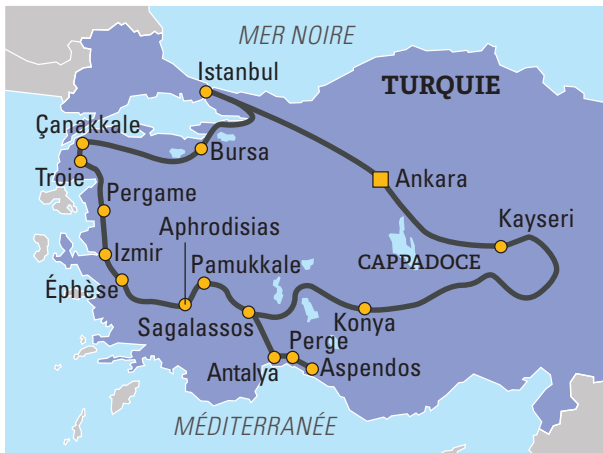 MER NOIRE
Istanbul
TURQUIE
Çanakkale
Bursa
Troie
Ankara
Pergame
Kayseri
Aphrodisias
Izmir
Pamukkale
CAPPADOCE
Éphèse
Sagalassos
Konya
Perge
Antalya
Aspendos
MÉDITERRANÉE